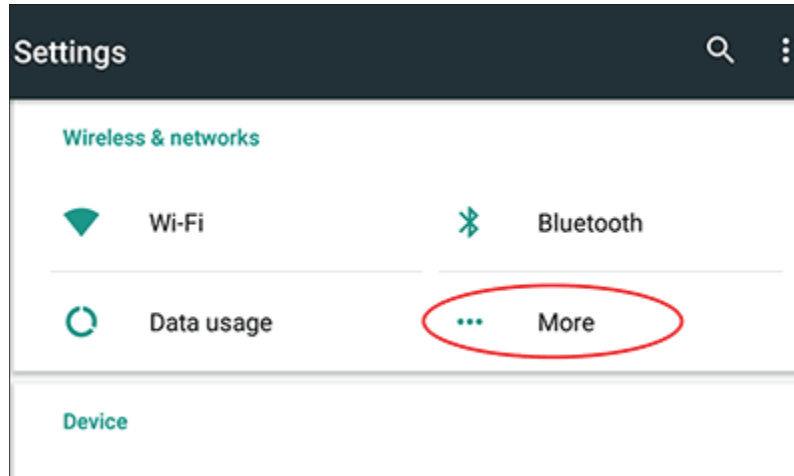 Settings
Wireless & networks
Wi-Fi
Bluetooth
Data usage
More
Device